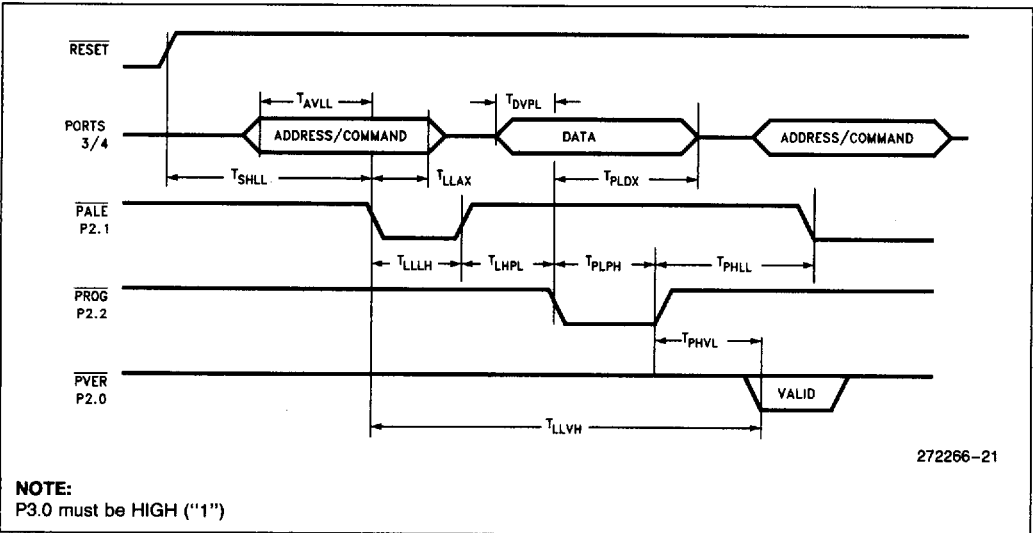 RESET
T_AVLL
T_DVPL
PORTS
3/4
ADDRESS/COMMAND
DATA
ADDRESS/COMMAND
T_SHLL
T_LLAX
T_PLDX
PALE
P2.1
T_LLLH
T_LHPL
T_PLPH
T_PHLL
PROG
P2.2
T_PHVL
PVER
P2.0
VALID
T_LLVH
272266-21
NOTE:
P3.0 must be HIGH ("1")